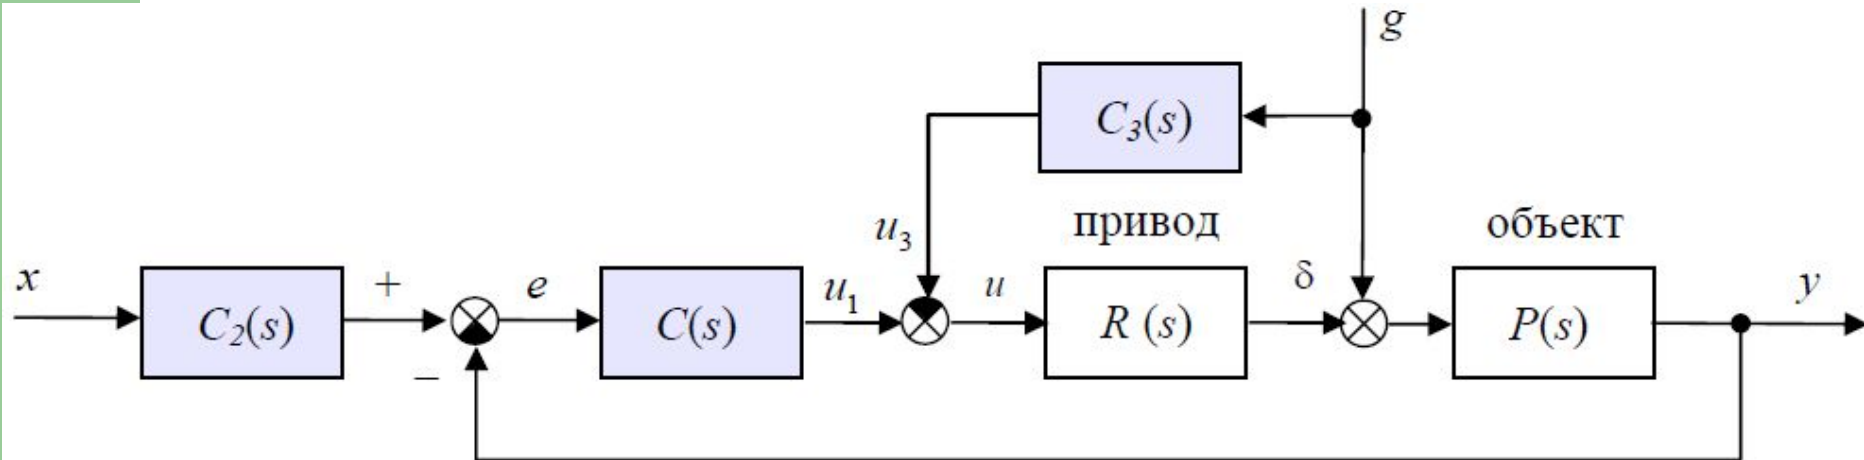 g
C₃(s)
u₃
привод
объект
x
+
e
u₁
u
δ
y
C₂(s)
C(s)
R (s)
P(s)
−